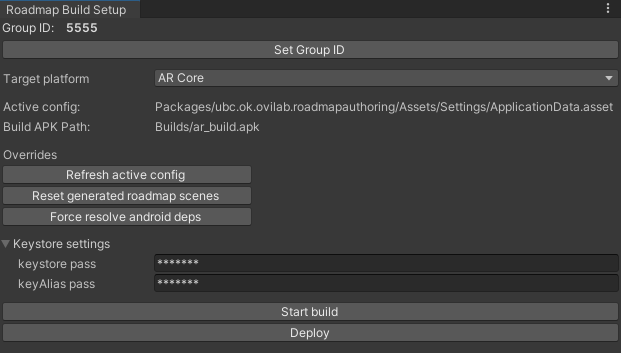 Roadmap Build Setup
Group ID: 5555
Set Group ID
Target platform AR Core
Active config: Packages/ubc.ok.ovilab.roadmapauthoring/Assets/Settings/ApplicationData.asset
Build APK Path: Builds/ar_build.apk
Overrides
Refresh active config
Reset generated roadmap scenes
Force resolve android deps
Keystore settings
keystore pass *******
keyAlias pass *******
Start build
Deploy